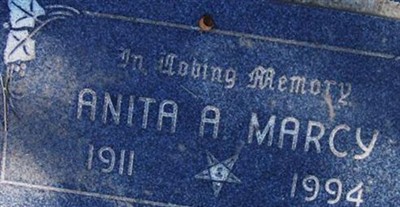 In Loving Memory
ANITA A. MARCY
1911 1994